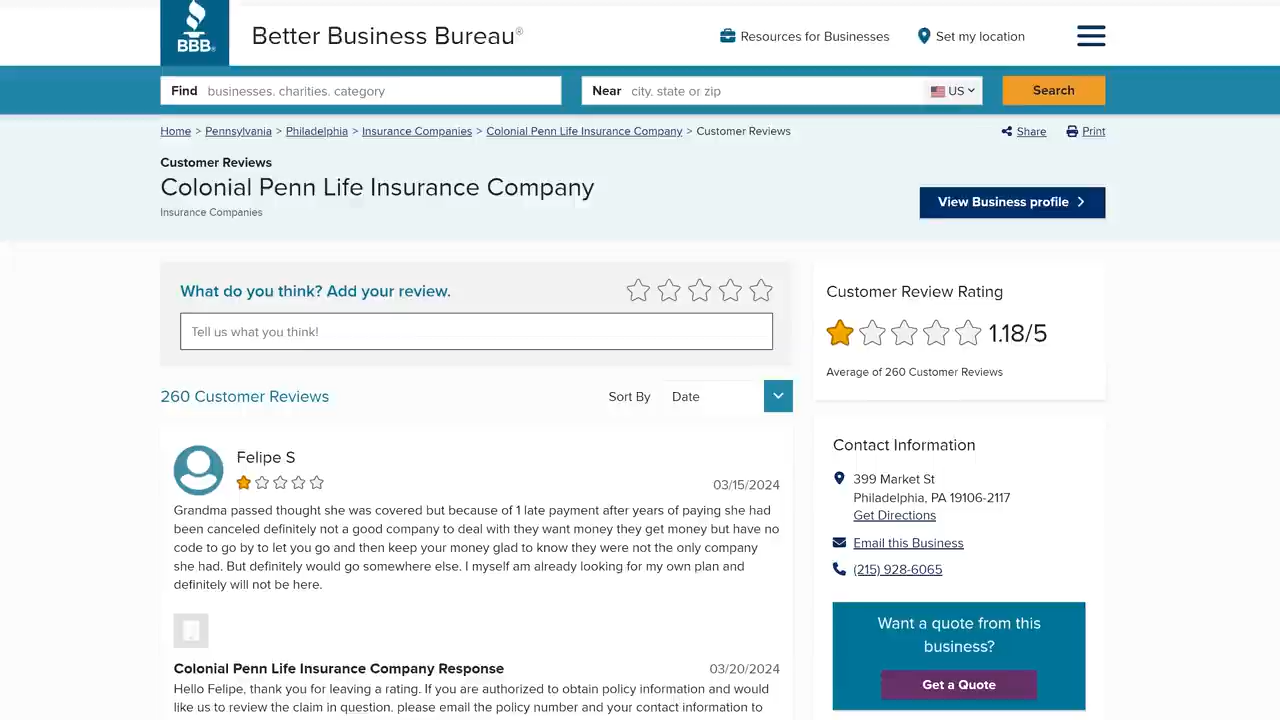 BBB®
Better Business Bureau®
Resources for Businesses
Set my location
Find businesses. charities. category
Near city. state or zip
US
Search
Home > Pennsylvania > Philadelphia > Insurance Companies > Colonial Penn Life Insurance Company > Customer Reviews
Share
Print
Customer Reviews
Colonial Penn Life Insurance Company
Insurance Companies
View Business profile
What do you think? Add your review.
Tell us what you think!
260 Customer Reviews
Sort By Date
Felipe S
03/15/2024
Grandma passed thought she was covered but because of 1 late payment after years of paying she had
been canceled definitely not a good company to deal with they want money they get money but have no
code to go by to let you go and then keep your money glad to know they were not the only company
she had. But definitely would go somewhere else. I myself am already looking for my own plan and
definitely will not be here.
Colonial Penn Life Insurance Company Response
03/20/2024
Hello Felipe, thank you for leaving a rating. If you are authorized to obtain policy information and would
like us to review the claim in question. please email the policy number and your contact information to
Customer Review Rating
1.18/5
Average of 260 Customer Reviews
Contact Information
399 Market St
Philadelphia, PA 19106-2117
Get Directions
Email this Business
(215) 928-6065
Want a quote from this
business?
Get a Quote